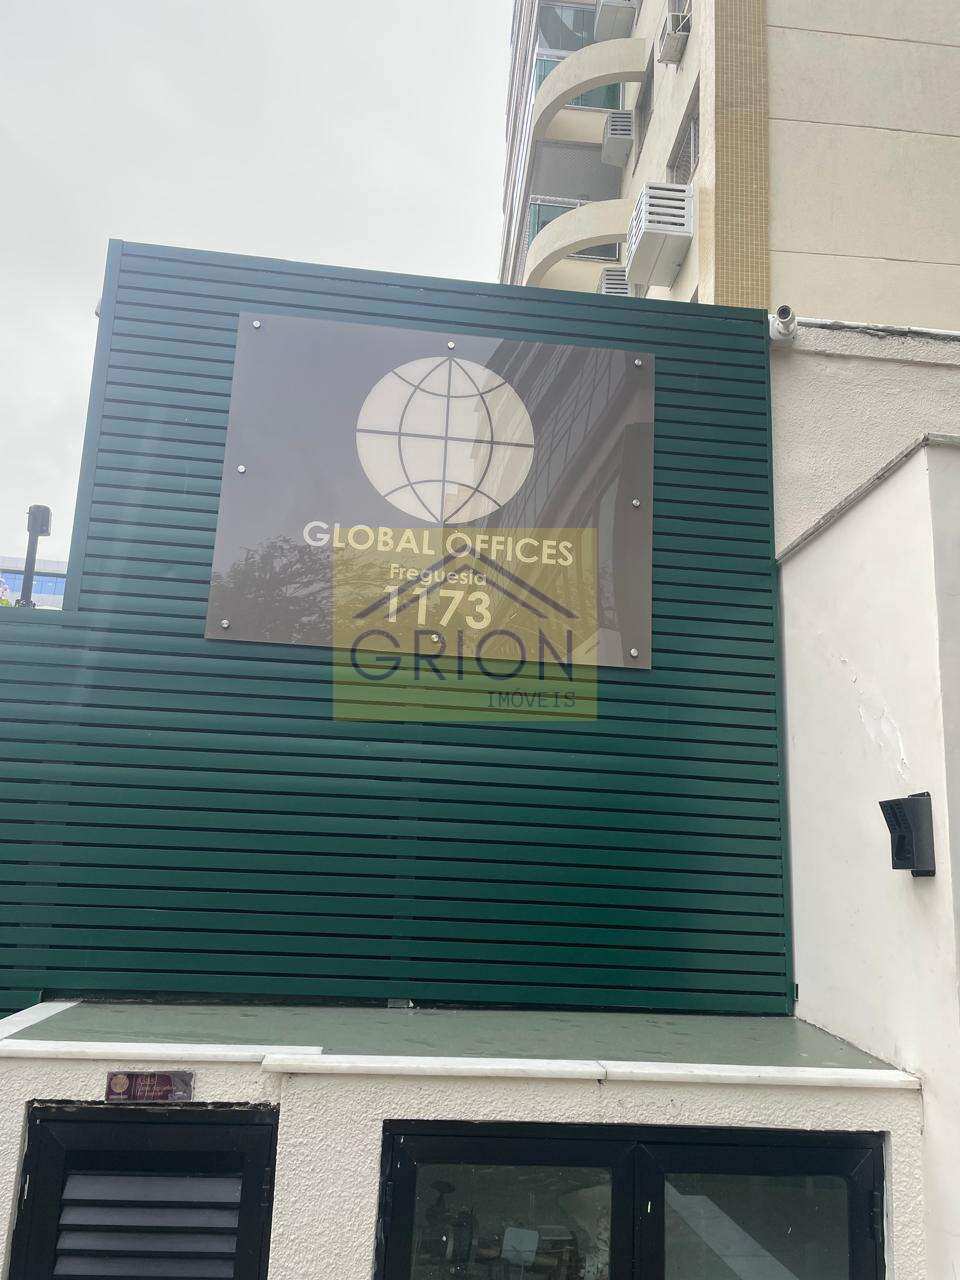 GLOBAL OFFICES
Freguesia
1173
GRION
IMÓVEIS